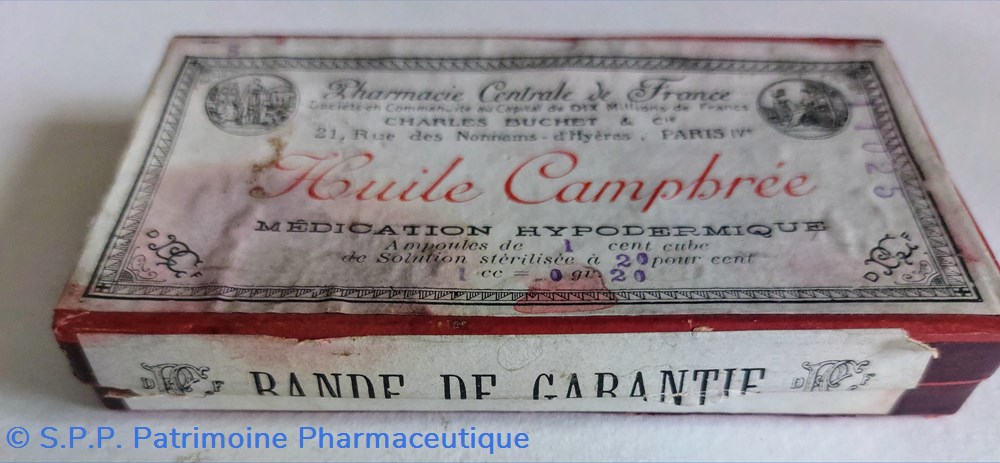 Pharmacie Centrale de France
Société en Commandite au Capital de DIX Millions de Francs
CHARLES BUCHET & Cie
21, Rue des Nonnains-d'Hyères, PARIS IVe
Huile Camphrée
MÉDICATION HYPODERMIQUE
Ampoules de 1 cent cube
de Solution stérilisée à 20 pour cent
1 cc = 0 gr. 20
BANDE DE GARANTIE
© S.P.P. Patrimoine Pharmaceutique